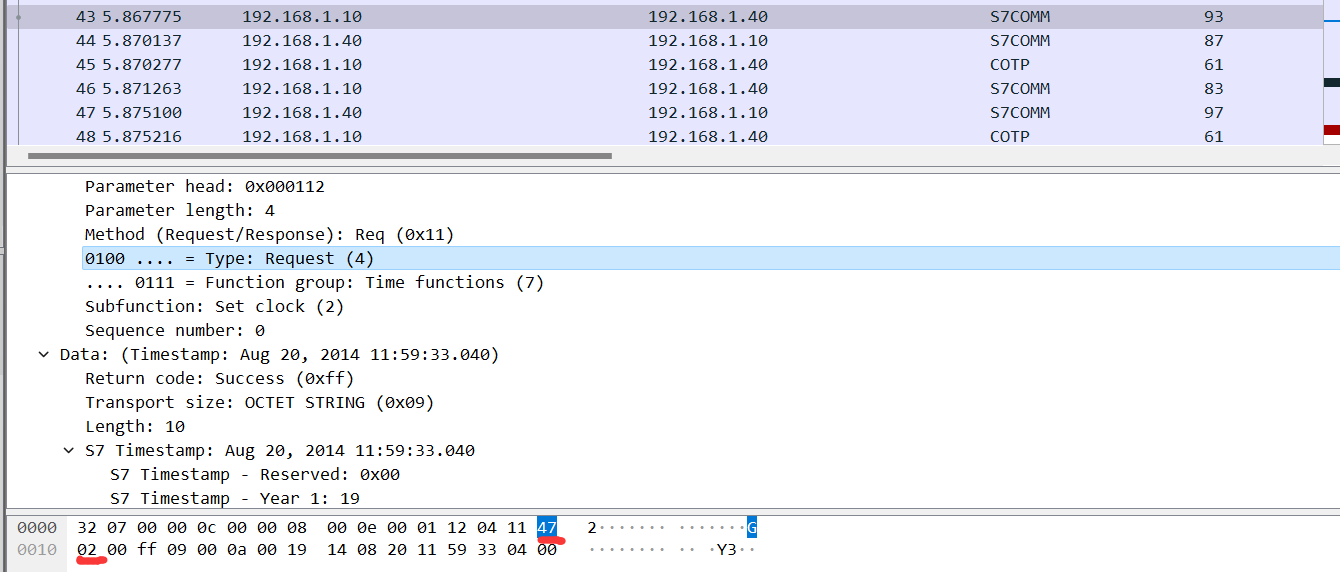 43 5.867775 192.168.1.10 192.168.1.40 S7COMM 93
44 5.870137 192.168.1.40 192.168.1.10 S7COMM 87
45 5.870277 192.168.1.10 192.168.1.40 COTP 61
46 5.871263 192.168.1.10 192.168.1.40 S7COMM 83
47 5.875100 192.168.1.40 192.168.1.10 S7COMM 97
48 5.875216 192.168.1.10 192.168.1.40 COTP 61
Parameter head: 0x000112
Parameter length: 4
Method (Request/Response): Req (0x11)
0100 .... = Type: Request (4)
.... 0111 = Function group: Time functions (7)
Subfunction: Set clock (2)
Sequence number: 0
Data: (Timestamp: Aug 20, 2014 11:59:33.040)
Return code: Success (0xff)
Transport size: OCTET STRING (0x09)
Length: 10
S7 Timestamp: Aug 20, 2014 11:59:33.040
S7 Timestamp - Reserved: 0x00
S7 Timestamp - Year 1: 19
0000 32 07 00 00 0c 00 00 08 00 0e 00 01 12 04 11 47 2······· ·······G
0010 02 00 ff 09 00 0a 00 19 14 08 20 11 59 33 04 00 ········ ·· ·Y3··